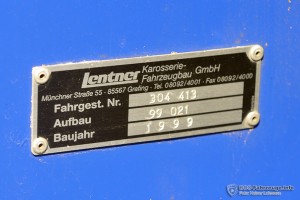 Lentner Karosserie-
Fahrzeugbau GmbH
Münchner Straße 55 · 85567 Grafing · Tel 08092/4001 · Fax 08092/4000
Fahrgest. Nr. 304 413
Aufbau 99 021
Baujahr 1999